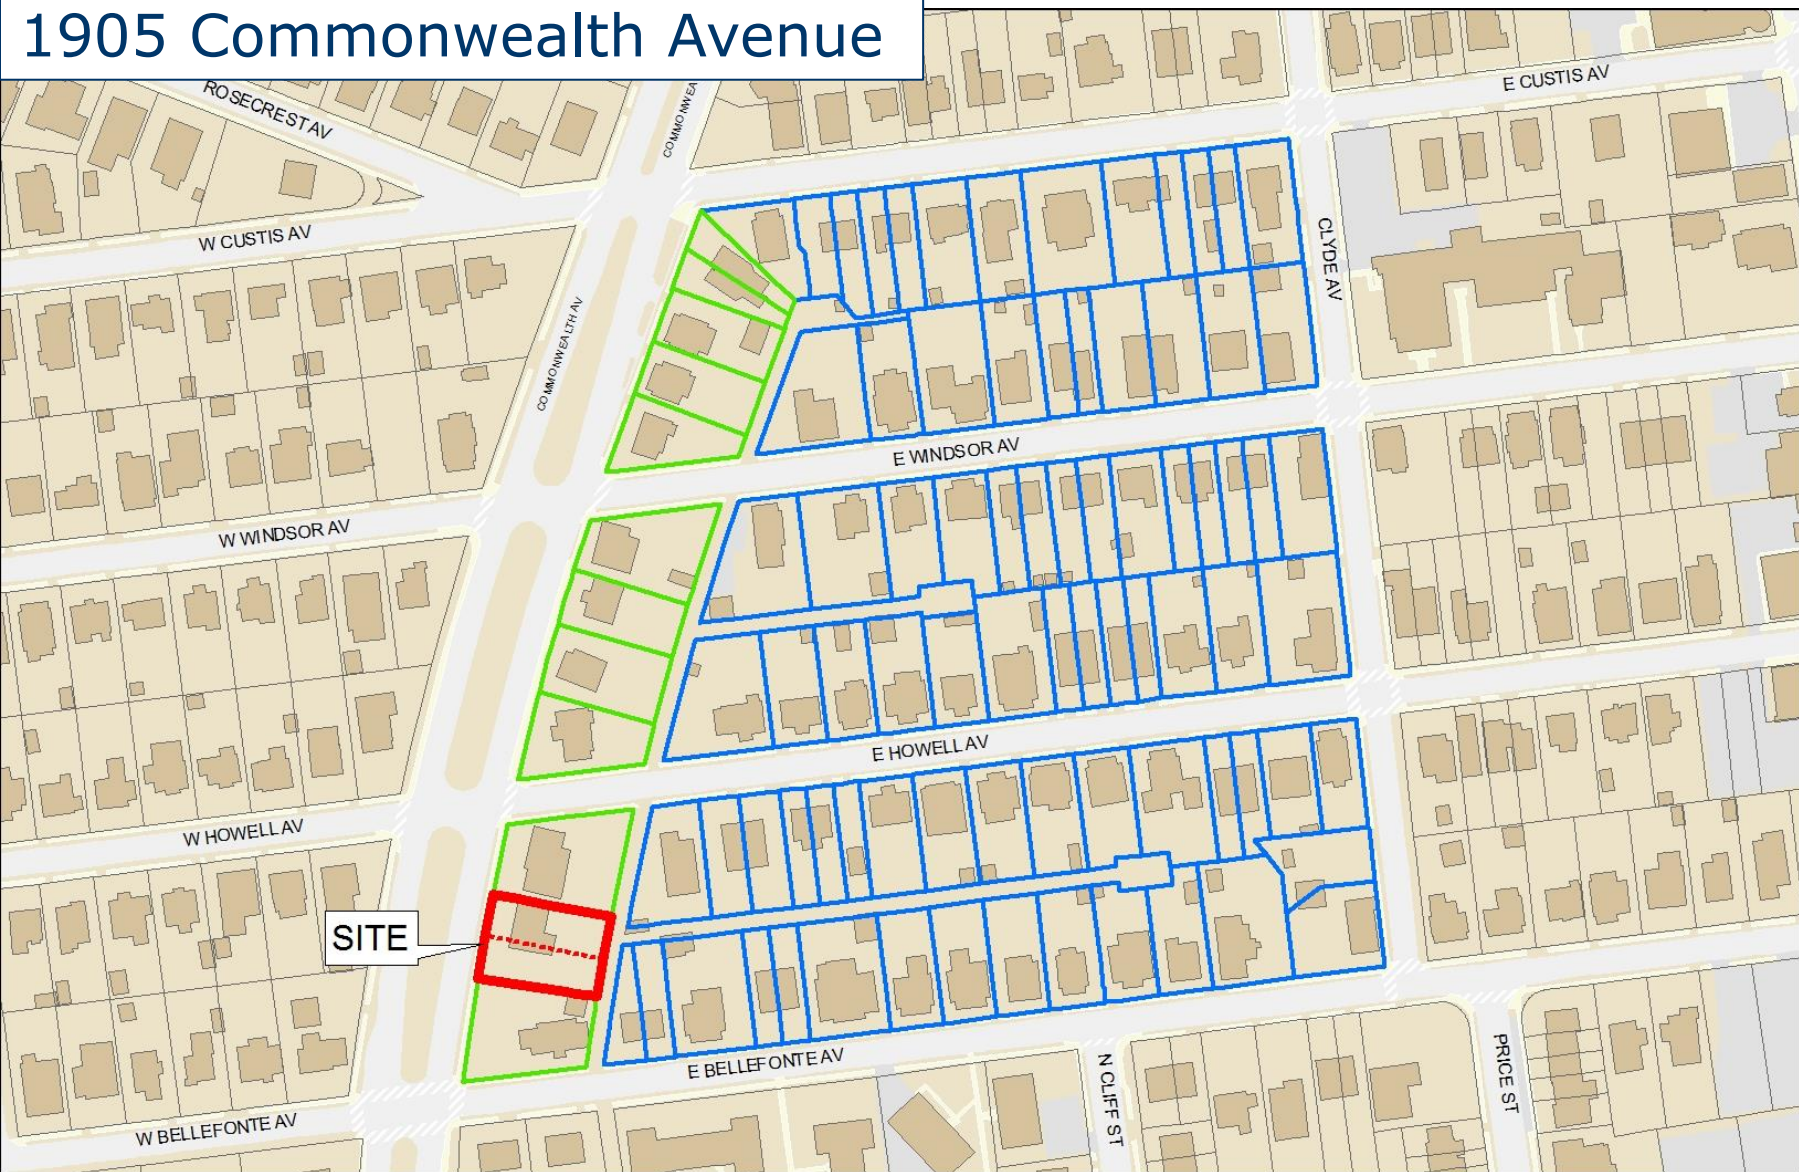 1905 Commonwealth Avenue
E CUSTIS AV
ROSECREST AV
COMMONWEA
W CUSTIS AV
CLYDE AV
COMMONWEALTH AV
E WINDSOR AV
W WINDSOR AV
E HOWELL AV
W HOWELL AV
SITE
E BELLEFONTE AV
N CLIFF ST
PRICE ST
W BELLEFONTE AV